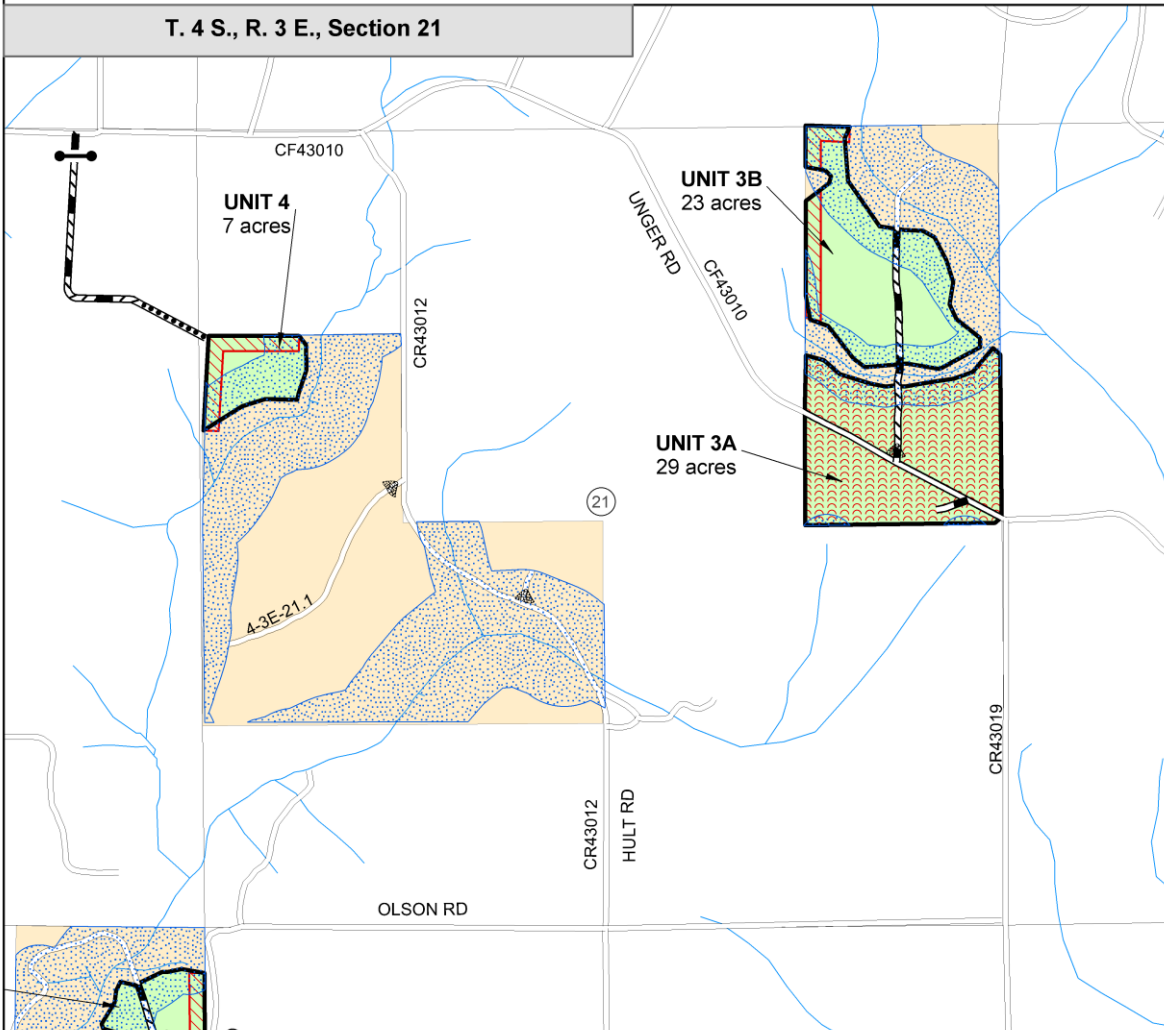 T. 4 S., R. 3 E., Section 21
CF43010
UNIT 4
7 acres
UNIT 3B
23 acres
UNGER RD
CF43010
CR43012
UNIT 3A
29 acres
21
4-3E-21.1
CR43019
CR43012
HULT RD
OLSON RD